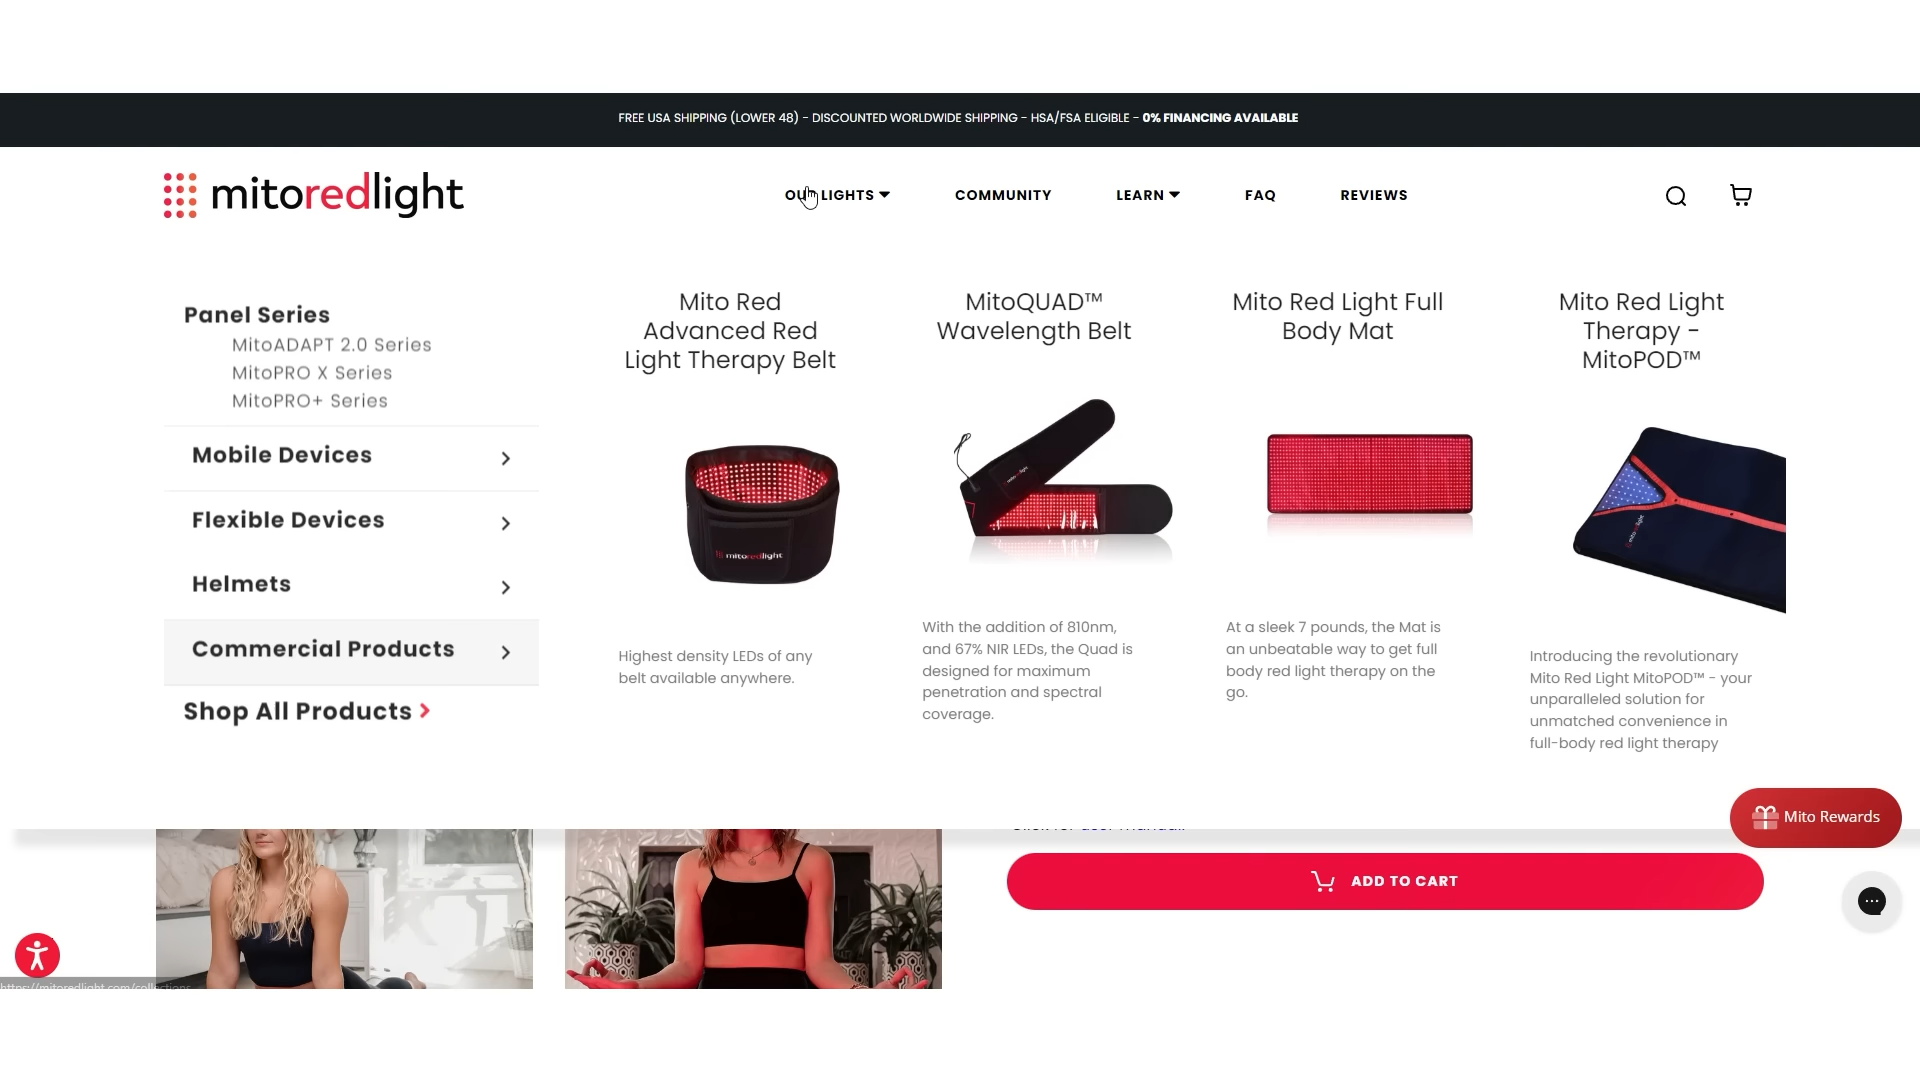 FREE USA SHIPPING (LOWER 48) - DISCOUNTED WORLDWIDE SHIPPING - HSA/FSA ELIGIBLE - 0% FINANCING AVAILABLE
mitoredlight
OUR LIGHTS
COMMUNITY
LEARN
FAQ
REVIEWS
Panel Series
MitoADAPT 2.0 Series
MitoPRO X Series
MitoPRO+ Series
Mobile Devices
Flexible Devices
Helmets
Commercial Products
Shop All Products
Mito Red
Advanced Red
Light Therapy Belt
mitoredlight
Highest density LEDs of any
belt available anywhere.
MitoQUAD™
Wavelength Belt
mitoredlight
With the addition of 810nm,
and 67% NIR LEDs, the Quad is
designed for maximum
penetration and spectral
coverage.
Mito Red Light Full
Body Mat
At a sleek 7 pounds, the Mat is
an unbeatable way to get full
body red light therapy on the
go.
Mito Red Light
Therapy -
MitoPOD™
mitoredlight
Introducing the revolutionary
Mito Red Light MitoPOD™ - your
unparalleled solution for
unmatched convenience in
full-body red light therapy
Mito Rewards
ADD TO CART
https://mitoredlight.com/collections